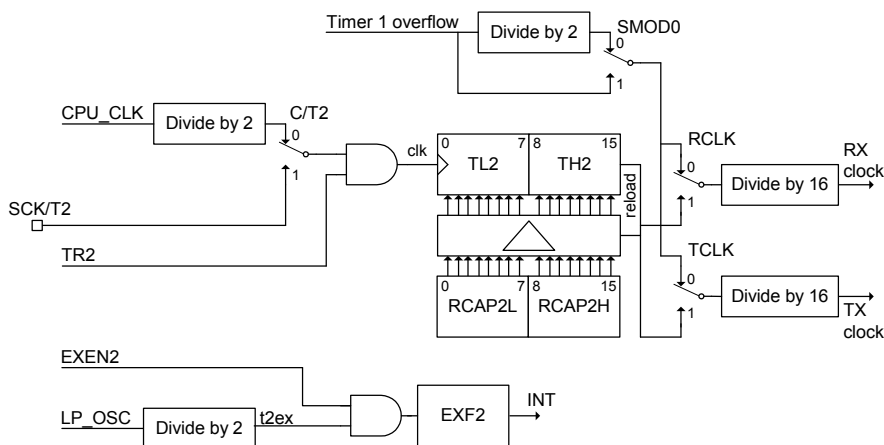 Timer 1 overflow
Divide by 2
SMOD0
0
1
CPU_CLK
Divide by 2
C/T2
0
1
clk
0
7
8
15
TL2
TH2
reload
RCLK
0
1
Divide by 16
RX
clock
SCK/T2
TR2
TCLK
0
1
Divide by 16
TX
clock
0
7
8
15
RCAP2L
RCAP2H
EXEN2
LP_OSC
Divide by 2
t2ex
EXF2
INT